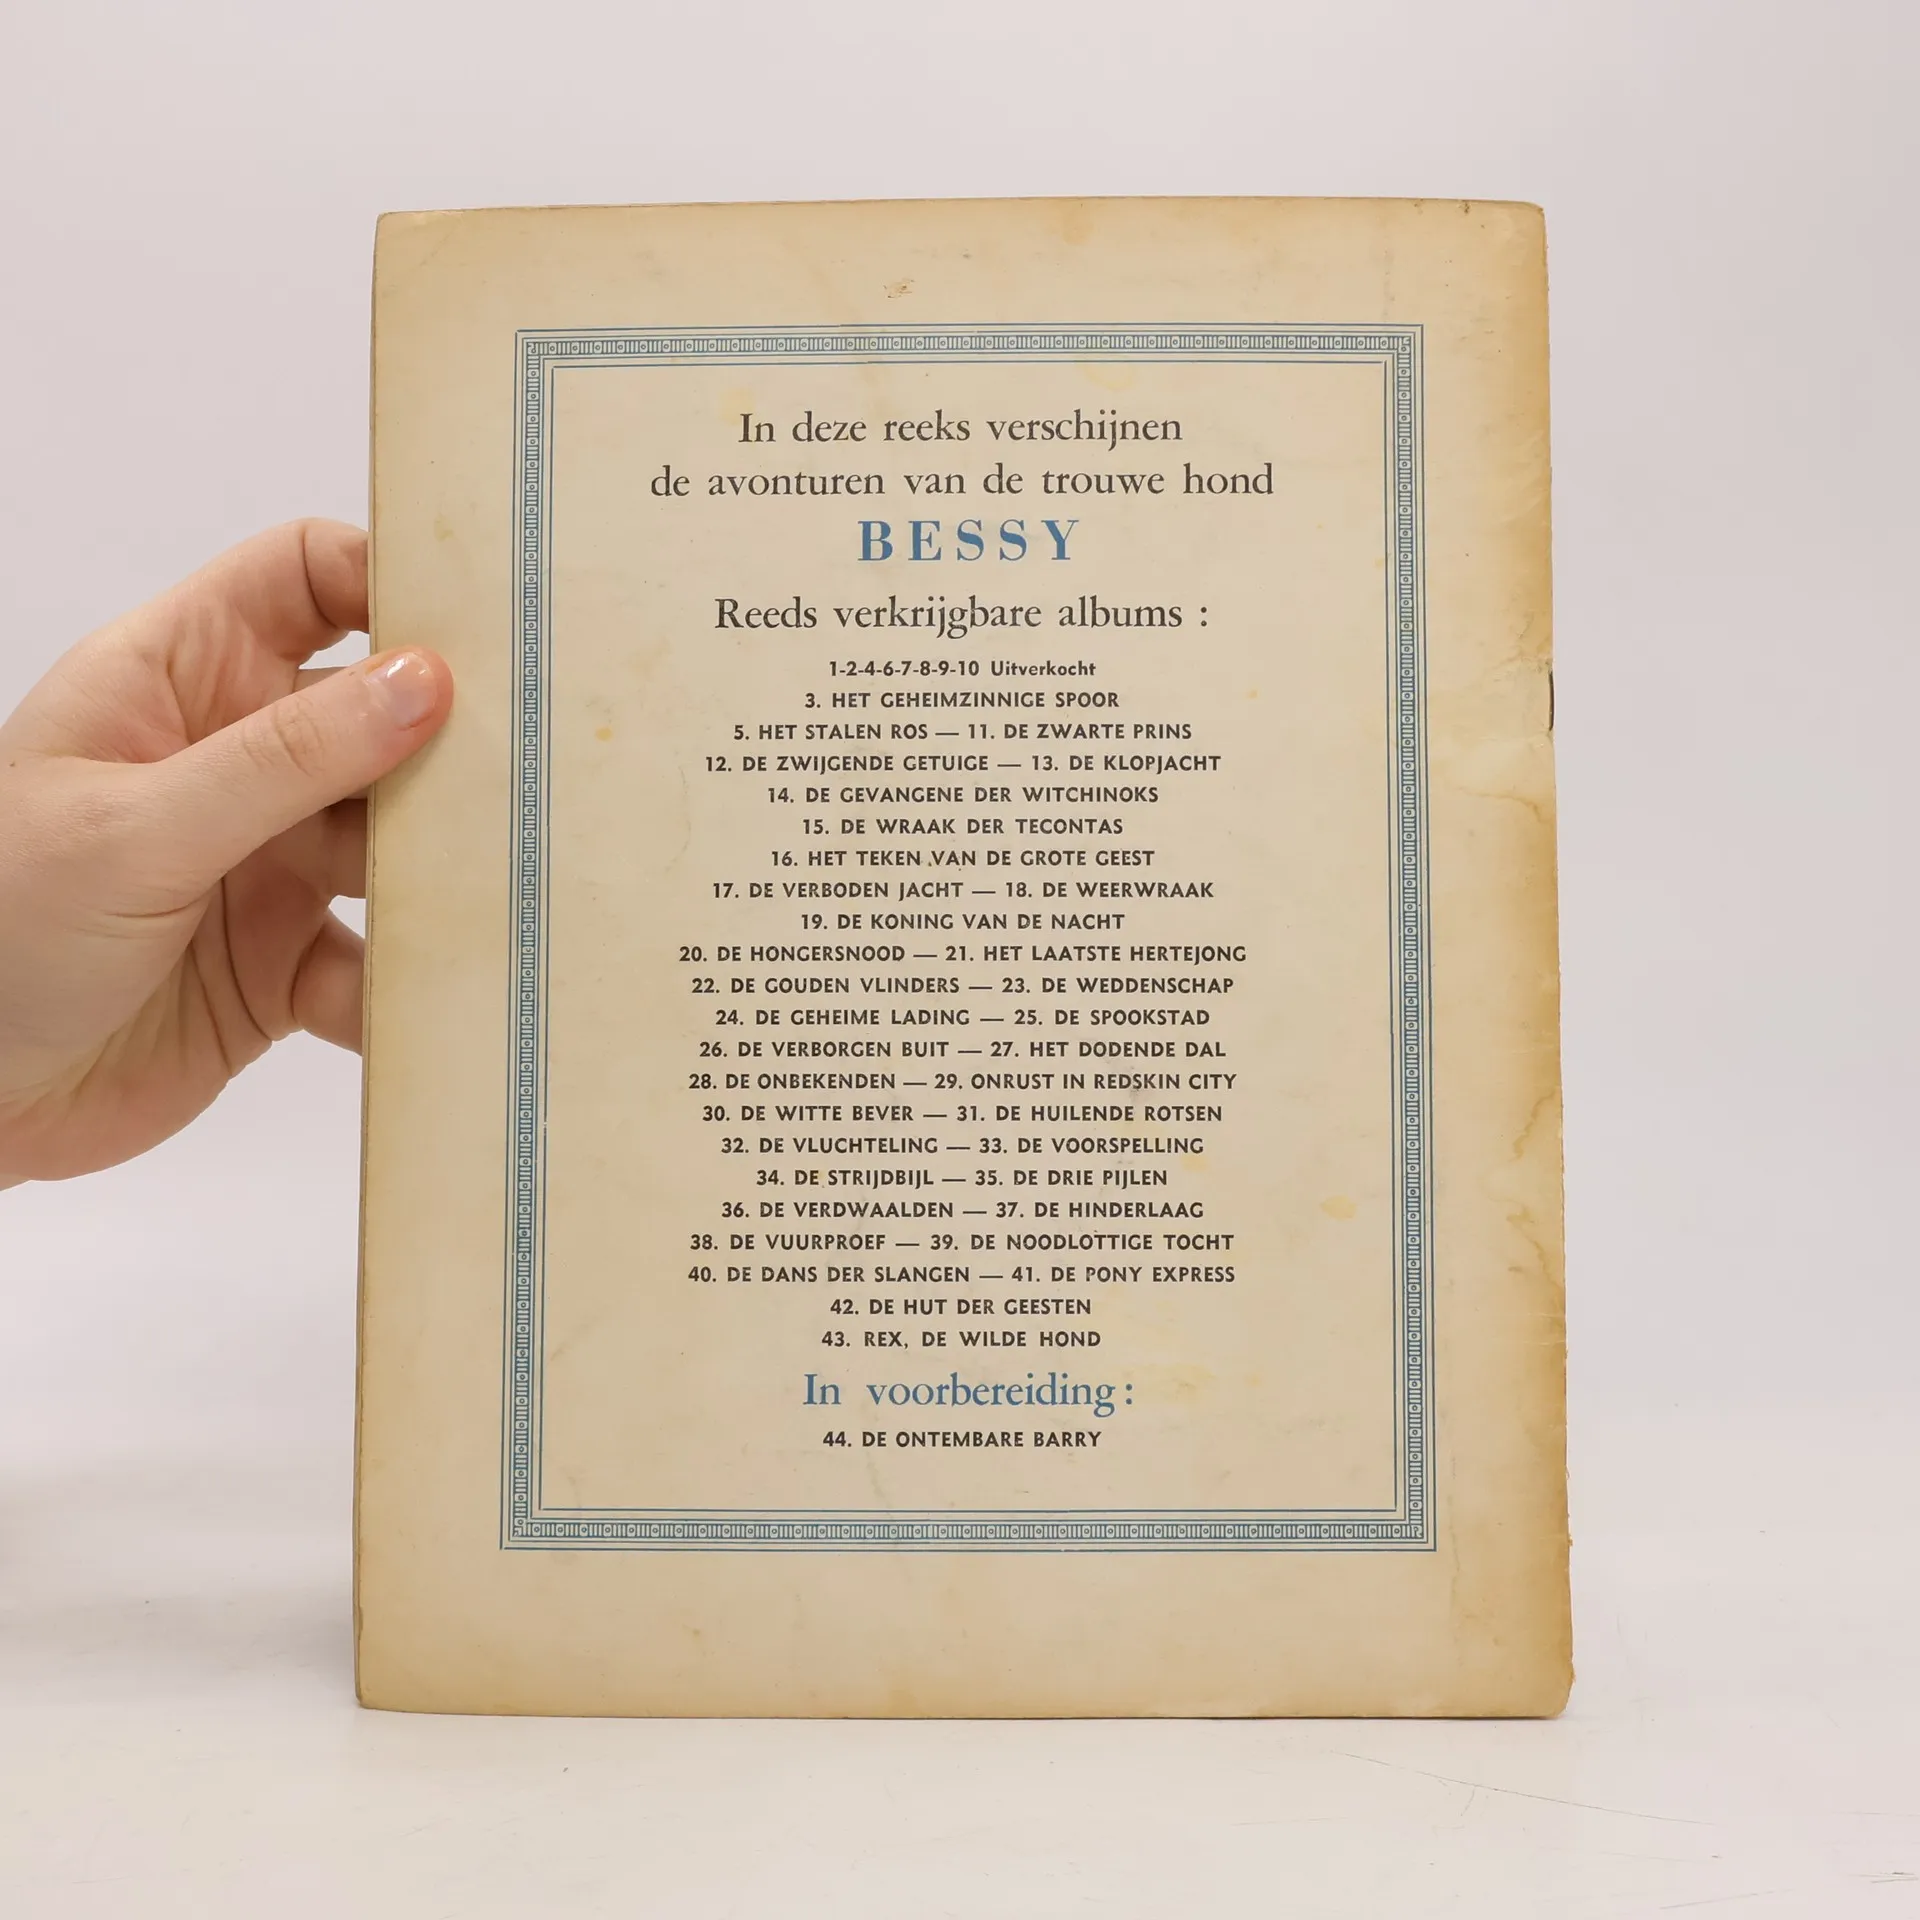 In deze reeks verschijnen
de avonturen van de trouwe hond
BESSY
Reeds verkrijgbare albums :
1-2-4-6-7-8-9-10 Uitverkocht
3. HET GEHEIMZINNIGE SPOOR
5. HET STALEN ROS — 11. DE ZWARTE PRINS
12. DE ZWIJGENDE GETUIGE — 13. DE KLOPJACHT
14. DE GEVANGENE DER WITCHINOKS
15. DE WRAAK DER TECONTAS
16. HET TEKEN VAN DE GROTE GEEST
17. DE VERBODEN JACHT — 18. DE WEERWRAAK
19. DE KONING VAN DE NACHT
20. DE HONGERSNOOD — 21. HET LAATSTE HERTEJONG
22. DE GOUDEN VLINDERS — 23. DE WEDDENSCHAP
24. DE GEHEIME LADING — 25. DE SPOOKSTAD
26. DE VERBORGEN BUIT — 27. HET DODENDE DAL
28. DE ONBEKENDEN — 29. ONRUST IN REDSKIN CITY
30. DE WITTE BEVER — 31. DE HUILENDE ROTSEN
32. DE VLUCHTELING — 33. DE VOORSPELLING
34. DE STRIJDBIJL — 35. DE DRIE PIJLEN
36. DE VERDWAALDEN — 37. DE HINDERLAAG
38. DE VUURPROEF — 39. DE NOODLOTTIGE TOCHT
40. DE DANS DER SLANGEN — 41. DE PONY EXPRESS
42. DE HUT DER GEESTEN
43. REX, DE WILDE HOND
In voorbereiding :
44. DE ONTEMBARE BARRY